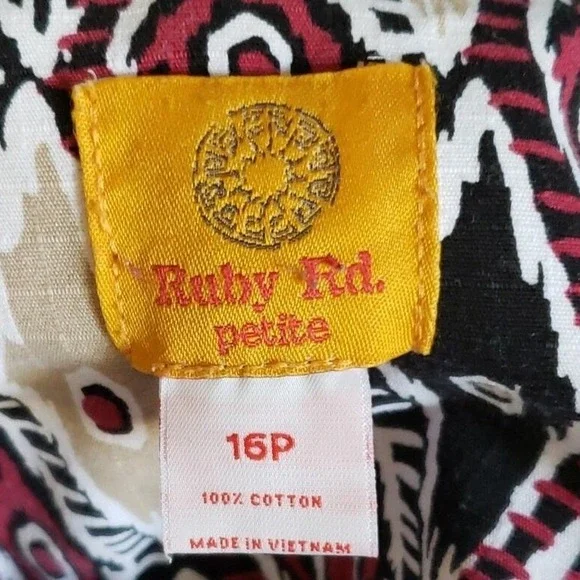 Ruby Rd.
petite
16P
100% COTTON
MADE IN VIETNAM